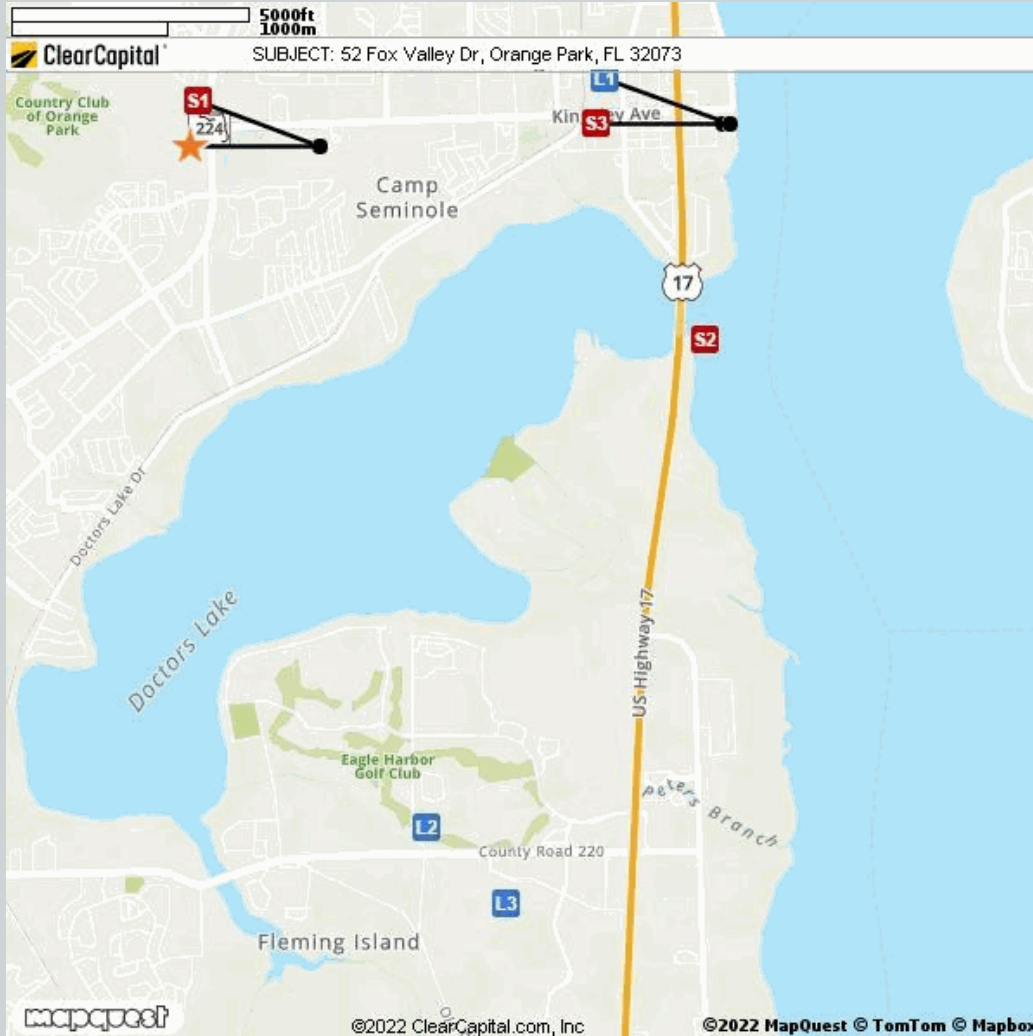 5000ft
1000m
ClearCapital
SUBJECT: 52 Fox Valley Dr, Orange Park, FL 32073
L1
Country Club
of Orange
Park
S1
224
S3
Ave
Camp
Seminole
17
S2
Doctors Lake Dr
Doctors Lake
US Highway 17
Eagle Harbor
Golf Club
Branch
L2
County Road 220
L3
Fleming Island
mapquest
©2022 ClearCapital.com, Inc
©2022 MapQuest © TomTom © Mapbox